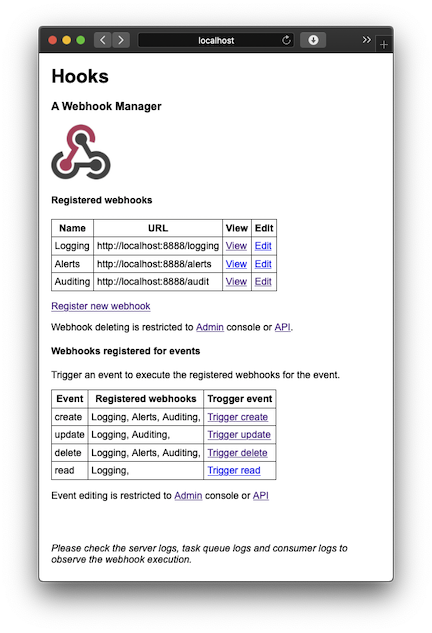 localhost
Hooks
A Webhook Manager
Registered webhooks
Name URL View Edit
Logging http://localhost:8888/logging View Edit
Alerts http://localhost:8888/alerts View Edit
Auditing http://localhost:8888/audit View Edit
Register new webhook
Webhook deleting is restricted to Admin console or API.
Webhooks registered for events
Trigger an event to execute the registered webhooks for the event.
Event Registered webhooks Trogger event
create Logging, Alerts, Auditing, Trigger create
update Logging, Auditing, Trigger update
delete Logging, Alerts, Auditing, Trigger delete
read Logging, Trigger read
Event editing is restricted to Admin console or API
Please check the server logs, task queue logs and consumer logs to
observe the webhook execution.